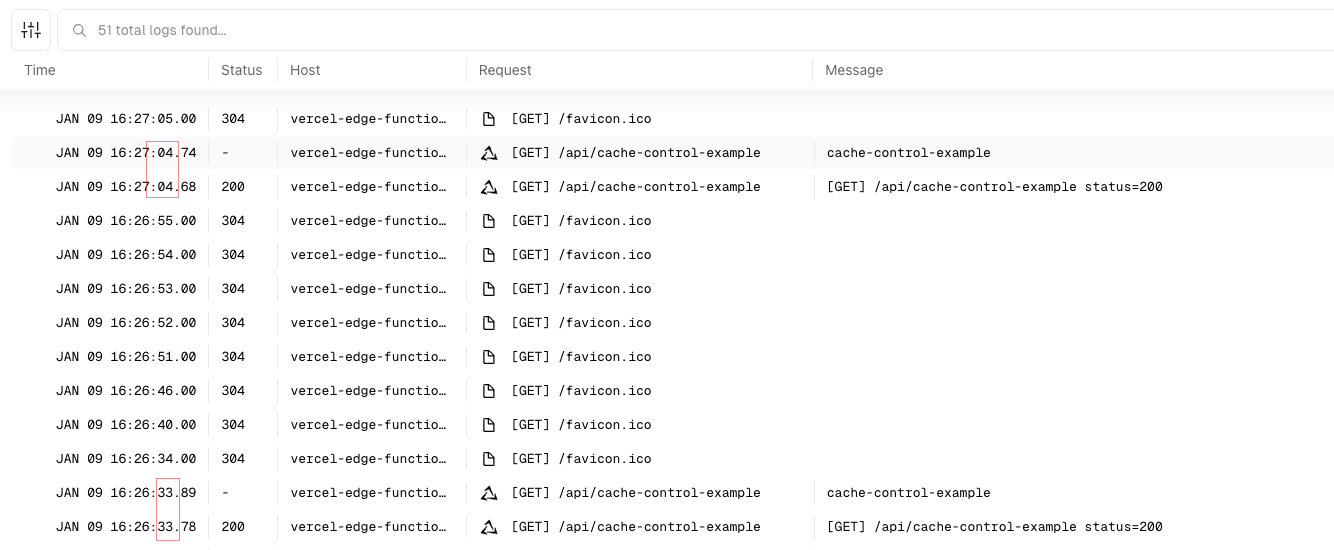 51 total logs found…
Time Status Host Request Message
JAN 09 16:27:05.00 304 vercel-edge-functio… [GET] /favicon.ico
JAN 09 16:27:04.74 - vercel-edge-functio… [GET] /api/cache-control-example cache-control-example
JAN 09 16:27:04.68 200 vercel-edge-functio… [GET] /api/cache-control-example [GET] /api/cache-control-example status=200
JAN 09 16:26:55.00 304 vercel-edge-functio… [GET] /favicon.ico
JAN 09 16:26:54.00 304 vercel-edge-functio… [GET] /favicon.ico
JAN 09 16:26:53.00 304 vercel-edge-functio… [GET] /favicon.ico
JAN 09 16:26:52.00 304 vercel-edge-functio… [GET] /favicon.ico
JAN 09 16:26:51.00 304 vercel-edge-functio… [GET] /favicon.ico
JAN 09 16:26:46.00 304 vercel-edge-functio… [GET] /favicon.ico
JAN 09 16:26:40.00 304 vercel-edge-functio… [GET] /favicon.ico
JAN 09 16:26:34.00 304 vercel-edge-functio… [GET] /favicon.ico
JAN 09 16:26:33.89 - vercel-edge-functio… [GET] /api/cache-control-example cache-control-example
JAN 09 16:26:33.78 200 vercel-edge-functio… [GET] /api/cache-control-example [GET] /api/cache-control-example status=200